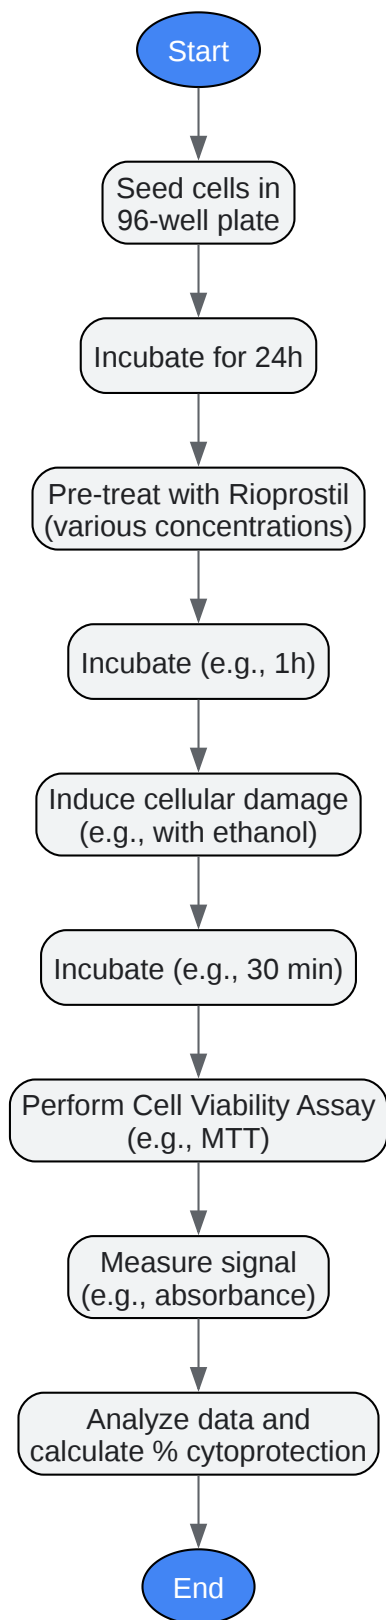 Start
Seed cells in
96-well plate
Incubate for 24h
Pre-treat with Rioprostil
(various concentrations)
Incubate (e.g., 1h)
Induce cellular damage
(e.g., with ethanol)
Incubate (e.g., 30 min)
Perform Cell Viability Assay
(e.g., MTT)
Measure signal
(e.g., absorbance)
Analyze data and
calculate % cytoprotection
End